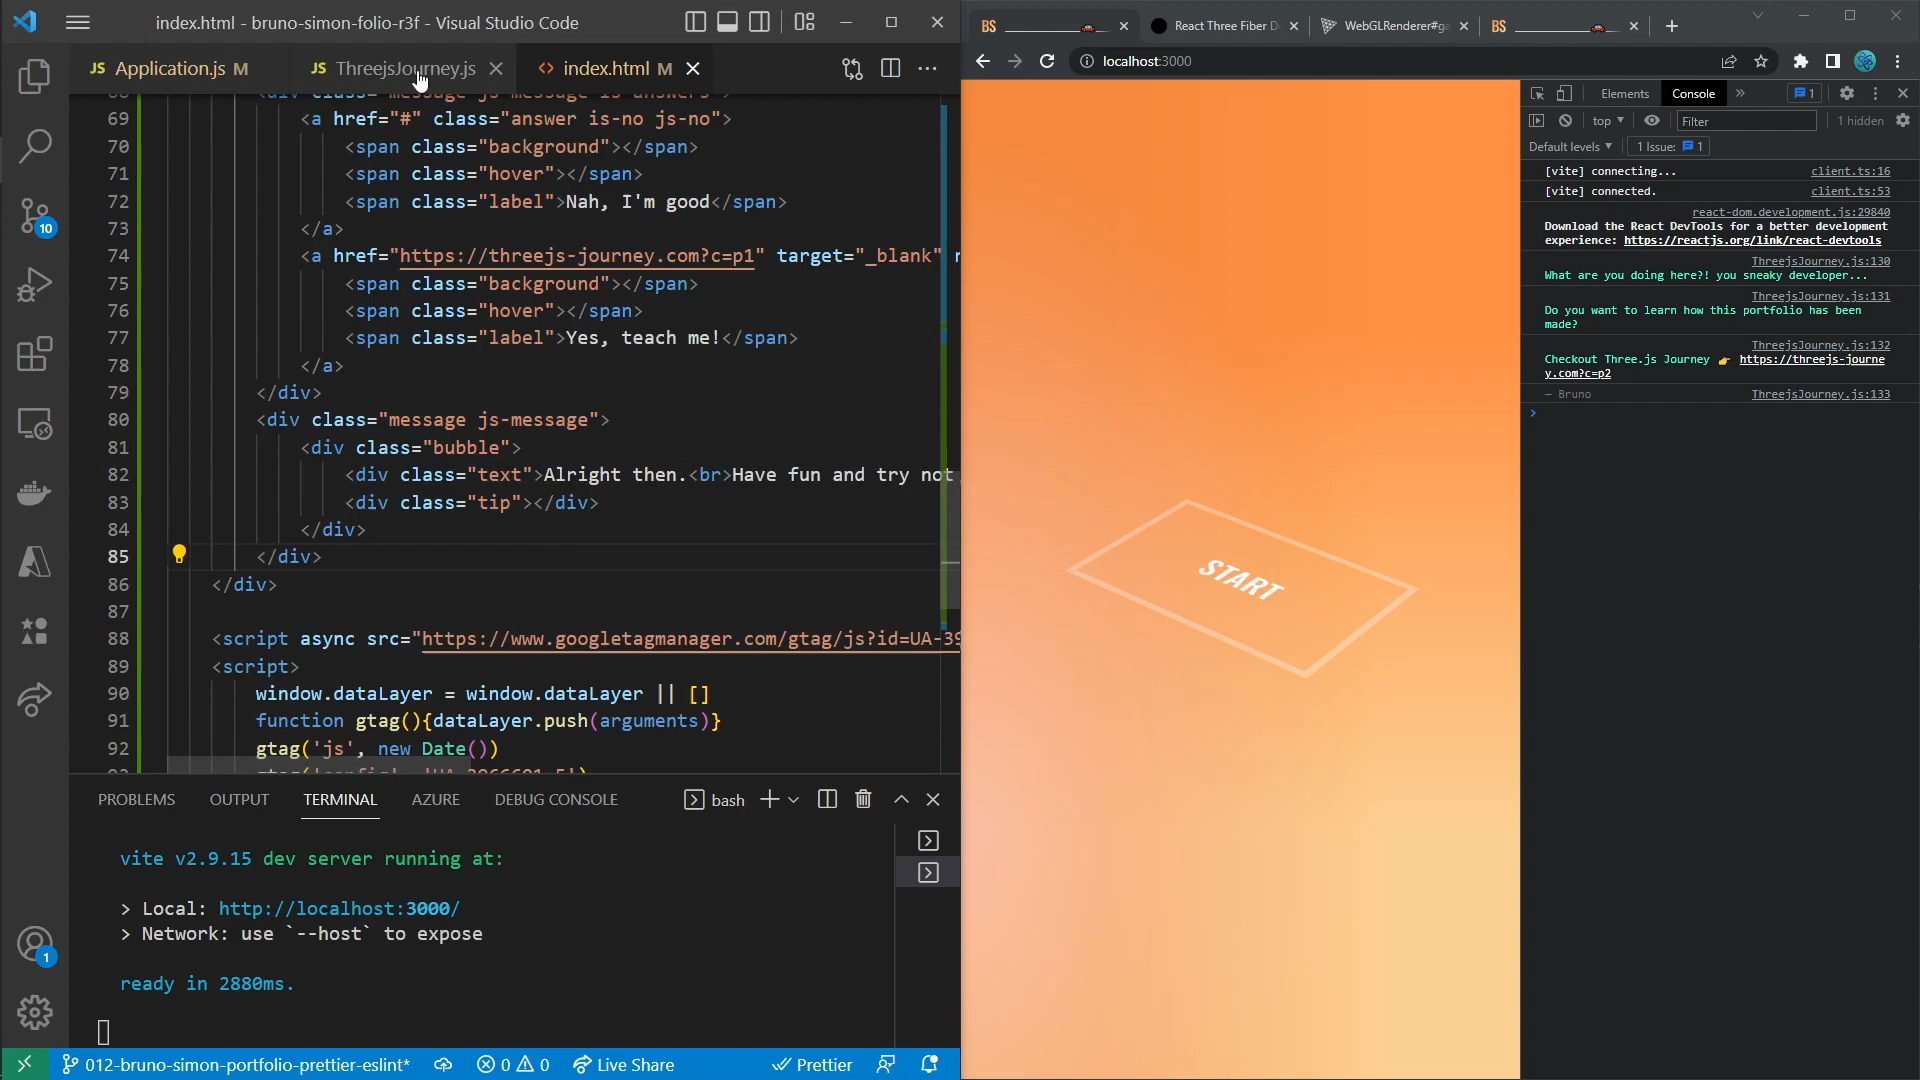 index.html - bruno-simon-folio-r3f - Visual Studio Code
JS Application.js M
JS ThreejsJourney.js
<> index.html M
69 <a href="#" class="answer is-no js-no">
70 <span class="background"></span>
71 <span class="hover"></span>
72 <span class="label">Nah, I'm good</span>
73 </a>
74 <a href="https://threejs-journey.com?c=p1" target="_blank"
75 <span class="background"></span>
76 <span class="hover"></span>
77 <span class="label">Yes, teach me!</span>
78 </a>
79 </div>
80 <div class="message js-message">
81 <div class="bubble">
82 <div class="text">Alright then.<br>Have fun and try not
83 <div class="tip"></div>
84 </div>
85 </div>
86 </div>
87
88 <script async src="https://www.googletagmanager.com/gtag/js?id=UA-39
89 <script>
90 window.dataLayer = window.dataLayer || []
91 function gtag(){dataLayer.push(arguments)}
92 gtag('js', new Date())
10
1
PROBLEMS OUTPUT TERMINAL AZURE DEBUG CONSOLE bash
vite v2.9.15 dev server running at:
> Local: http://localhost:3000/
> Network: use `--host` to expose
ready in 2880ms.
012-bruno-simon-portfolio-prettier-eslint* 0 0 Live Share Prettier
BS
React Three Fiber D
WebGLRenderer#ga
BS
localhost:3000
START
Elements Console » 1
top Filter 1 hidden
Default levels 1 Issue: 1
[vite] connecting... client.ts:16
[vite] connected. client.ts:53
react-dom.development.js:29840
Download the React DevTools for a better development
experience: https://reactjs.org/link/react-devtools
ThreejsJourney.js:130
What are you doing here?! you sneaky developer...
ThreejsJourney.js:131
Do you want to learn how this portfolio has been
made?
ThreejsJourney.js:132
Checkout Three.js Journey 👉 https://threejs-journe
y.com?c=p2
— Bruno ThreejsJourney.js:133